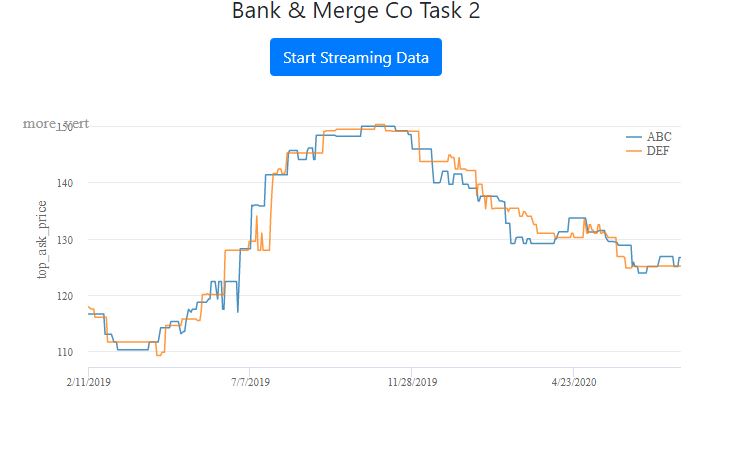 Bank & Merge Co Task 2
Start Streaming Data
more_vert
150
ABC
DEF
140
top_ask_price
130
120
110
2/11/2019 7/7/2019 11/28/2019 4/23/2020